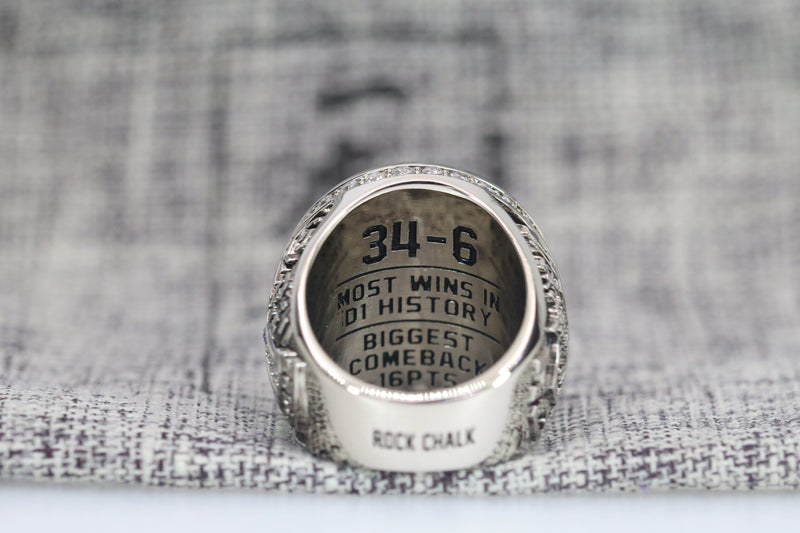 34-6
MOST WINS IN
D1 HISTORY
BIGGEST
COMEBACK
16PTS
ROCK CHALK